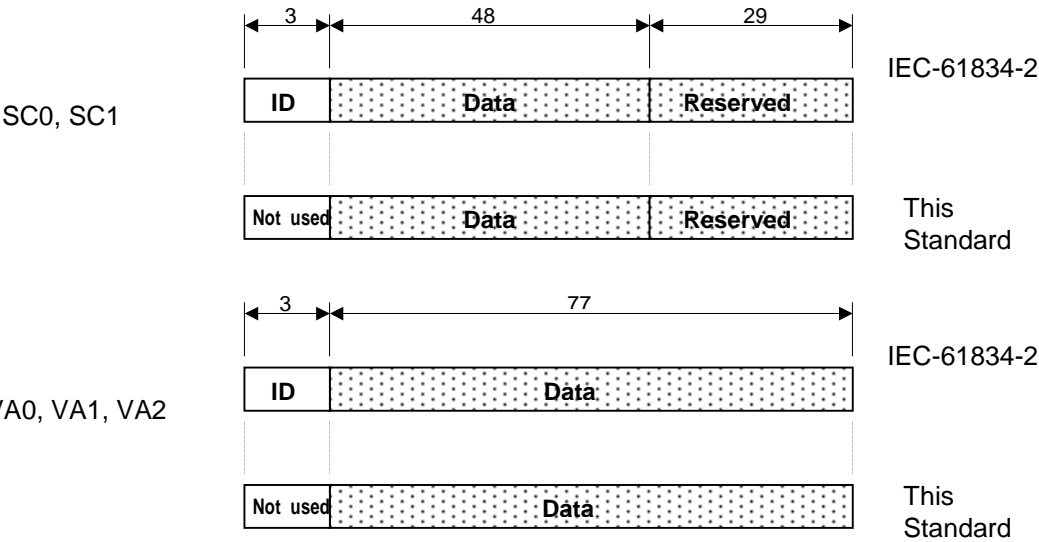 3 48 29
IEC-61834-2
ID Data Reserved
SC0, SC1
Not used Data Reserved
This
Standard
3 77
IEC-61834-2
ID Data
VA0, VA1, VA2
Not used Data
This
Standard